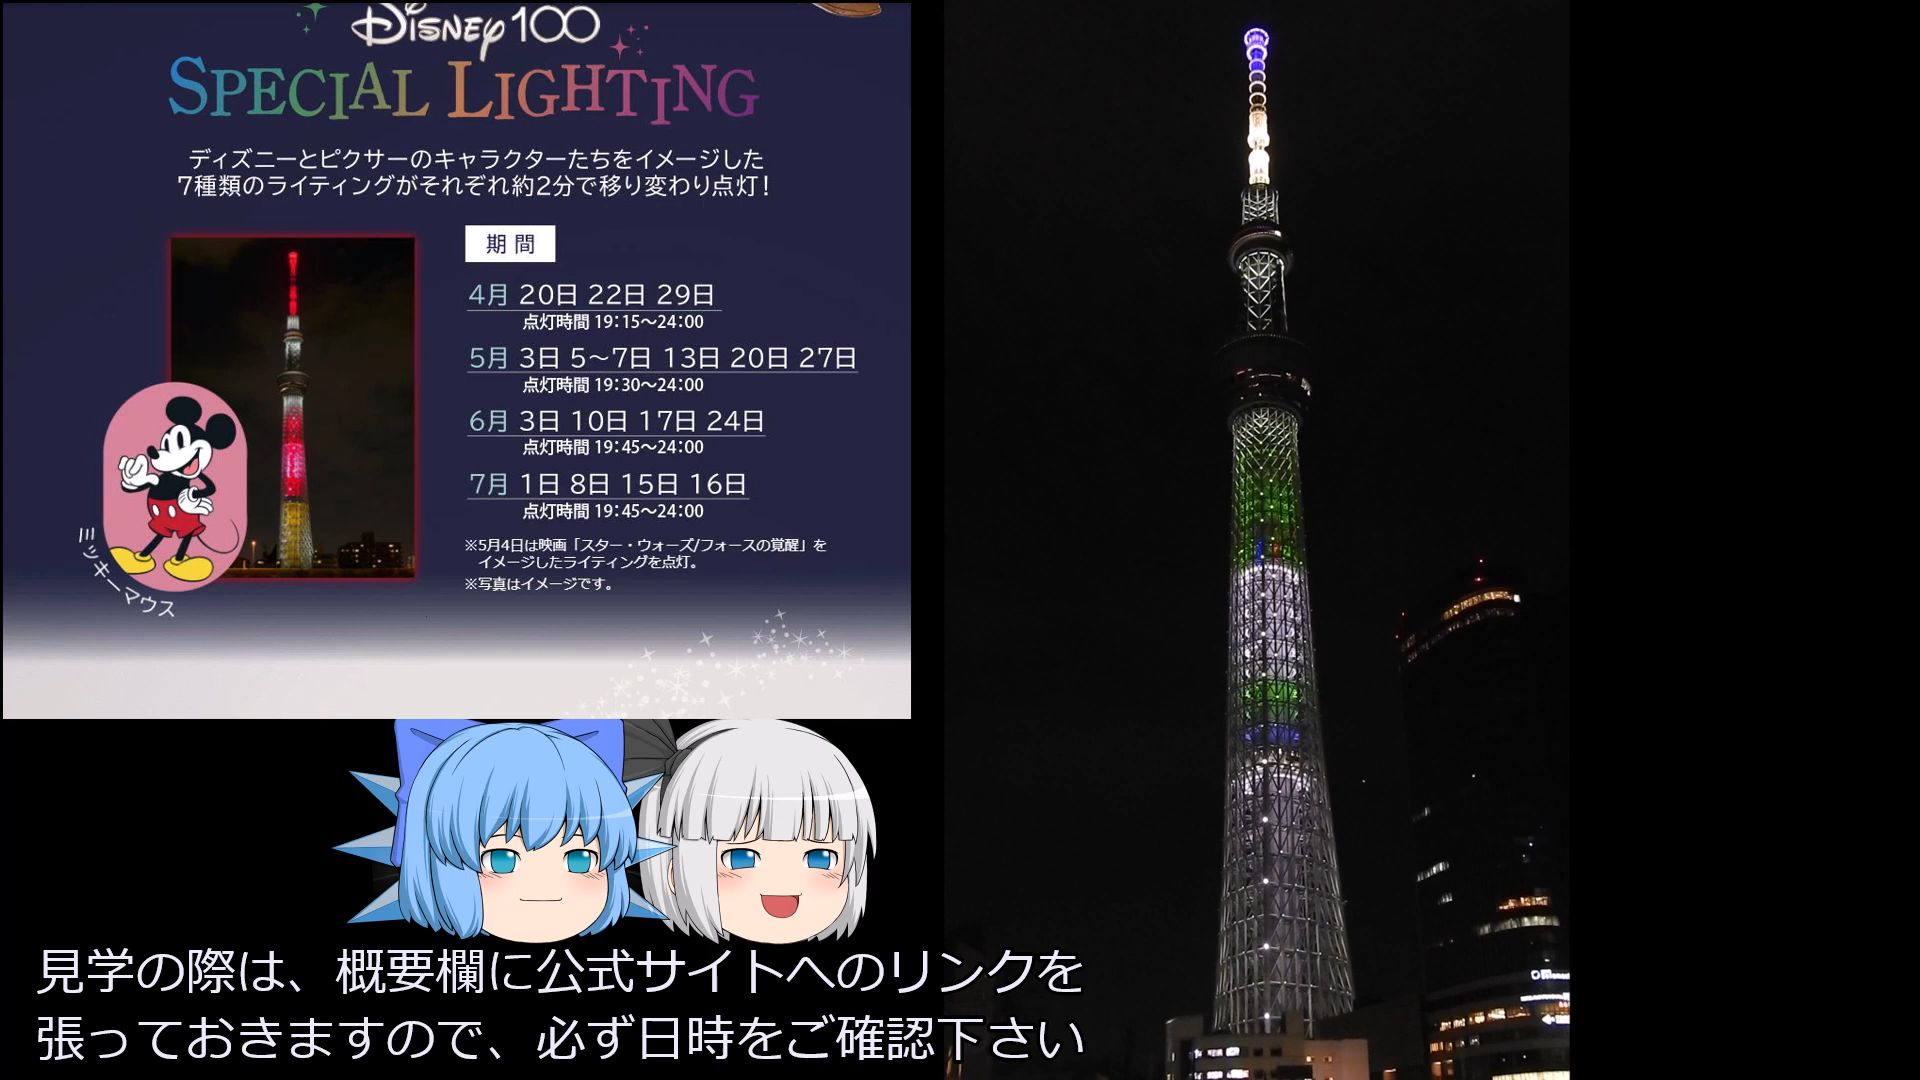 Disney100
SPECIAL LIGHTING
ディズニーとピクサーのキャラクターたちをイメージした
7種類のライティングがそれぞれ約2分で移り変わり点灯！
期間
4月 20日 22日 29日
点灯時間 19:15～24:00
5月 3日 5～7日 13日 20日 27日
点灯時間 19:30～24:00
6月 3日 10日 17日 24日
点灯時間 19:45～24:00
7月 1日 8日 15日 16日
点灯時間 19:45～24:00
※5月4日は映画「スター・ウォーズ/フォースの覚醒」を
イメージしたライティングを点灯。
※写真はイメージです。
ミッキーマウス
見学の際は、概要欄に公式サイトへのリンクを
張っておきますので、必ず日時をご確認下さい